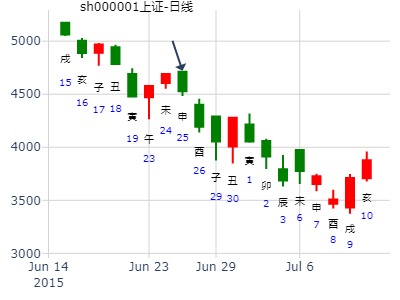 sh000001上证-日线
5000
4500
4000
3500
3000
戌
15
亥
16
子
17
丑
18
寅
19
午
23
未
24
申
25
酉
26
子
29
丑
30
寅
1
卯
2
辰
3
未
6
申
7
酉
8
戌
9
亥
10
Jun 14
2015
Jun 23
Jun 29
Jul 6